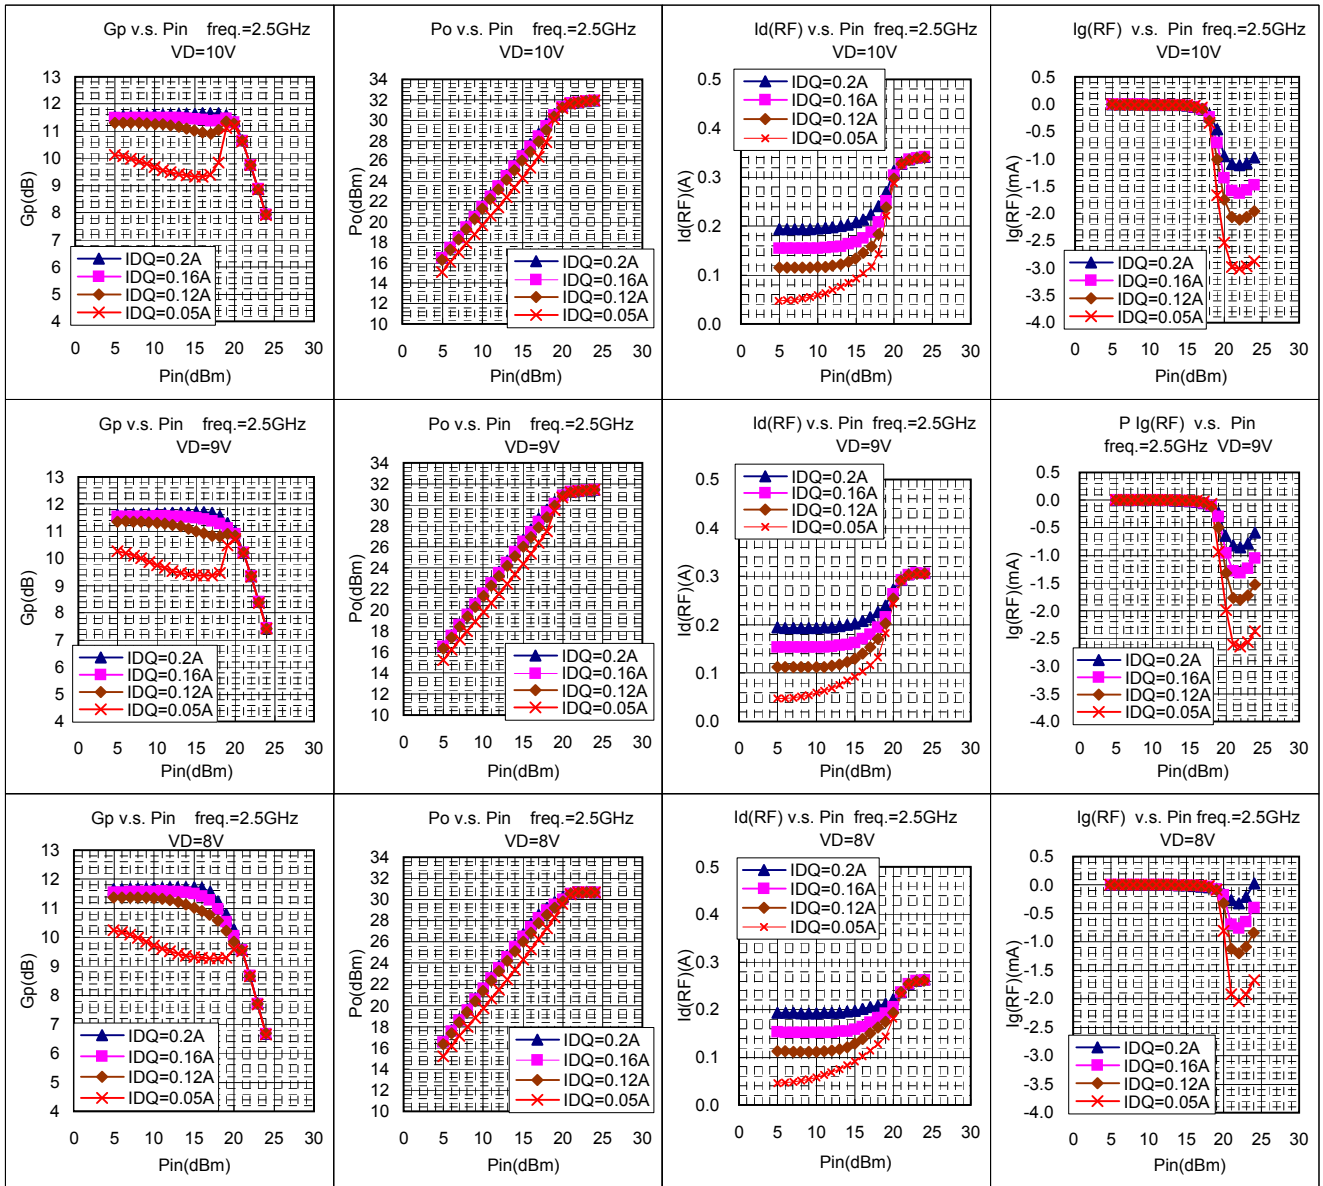 Gp v.s. Pin freq.=2.5GHz
VD=10V
13
12
11
10
9
8
7
6
5
4
Gp(dB)
IDQ=0.2A
IDQ=0.16A
IDQ=0.12A
IDQ=0.05A
0 5 10 15 20 25 30
Pin(dBm)
Po v.s. Pin freq.=2.5GHz
VD=10V
34
32
30
28
26
24
22
20
18
16
14
12
10
Po(dBm)
IDQ=0.2A
IDQ=0.16A
IDQ=0.12A
IDQ=0.05A
0 5 10 15 20 25 30
Pin(dBm)
Id(RF) v.s. Pin freq.=2.5GHz
VD=10V
0.5
0.4
0.3
0.2
0.1
0.0
Id(RF)(A)
IDQ=0.2A
IDQ=0.16A
IDQ=0.12A
IDQ=0.05A
0 5 10 15 20 25 30
Pin(dBm)
Ig(RF) v.s. Pin freq.=2.5GHz
VD=10V
0.5
0.0
-0.5
-1.0
-1.5
-2.0
-2.5
-3.0
-3.5
-4.0
Ig(RF)(mA)
IDQ=0.2A
IDQ=0.16A
IDQ=0.12A
IDQ=0.05A
0 5 10 15 20 25 30
Pin(dBm)
Gp v.s. Pin freq.=2.5GHz
VD=9V
13
12
11
10
9
8
7
6
5
4
Gp(dB)
IDQ=0.2A
IDQ=0.16A
IDQ=0.12A
IDQ=0.05A
0 5 10 15 20 25 30
Pin(dBm)
Po v.s. Pin freq.=2.5GHz
VD=9V
34
32
30
28
26
24
22
20
18
16
14
12
10
Po(dBm)
IDQ=0.2A
IDQ=0.16A
IDQ=0.12A
IDQ=0.05A
0 5 10 15 20 25 30
Pin(dBm)
Id(RF) v.s. Pin freq.=2.5GHz
VD=9V
0.5
0.4
0.3
0.2
0.1
0.0
Id(RF)(A)
IDQ=0.2A
IDQ=0.16A
IDQ=0.12A
IDQ=0.05A
0 5 10 15 20 25 30
Pin(dBm)
P Ig(RF) v.s. Pin
freq.=2.5GHz VD=9V
0.5
0.0
-0.5
-1.0
-1.5
-2.0
-2.5
-3.0
-3.5
-4.0
Ig(RF)(mA)
IDQ=0.2A
IDQ=0.16A
IDQ=0.12A
IDQ=0.05A
0 5 10 15 20 25 30
Pin(dBm)
Gp v.s. Pin freq.=2.5GHz
VD=8V
13
12
11
10
9
8
7
6
5
4
Gp(dB)
IDQ=0.2A
IDQ=0.16A
IDQ=0.12A
IDQ=0.05A
0 5 10 15 20 25 30
Pin(dBm)
Po v.s. Pin freq.=2.5GHz
VD=8V
34
32
30
28
26
24
22
20
18
16
14
12
10
Po(dBm)
IDQ=0.2A
IDQ=0.16A
IDQ=0.12A
IDQ=0.05A
0 5 10 15 20 25 30
Pin(dBm)
Id(RF) v.s. Pin freq.=2.5GHz
VD=8V
0.5
0.4
0.3
0.2
0.1
0.0
Id(RF)(A)
IDQ=0.2A
IDQ=0.16A
IDQ=0.12A
IDQ=0.05A
0 5 10 15 20 25 30
Pin(dBm)
Ig(RF) v.s. Pin freq.=2.5GHz
VD=8V
0.5
0.0
-0.5
-1.0
-1.5
-2.0
-2.5
-3.0
-3.5
-4.0
Ig(RF)(mA)
IDQ=0.2A
IDQ=0.16A
IDQ=0.12A
IDQ=0.05A
0 5 10 15 20 25 30
Pin(dBm)